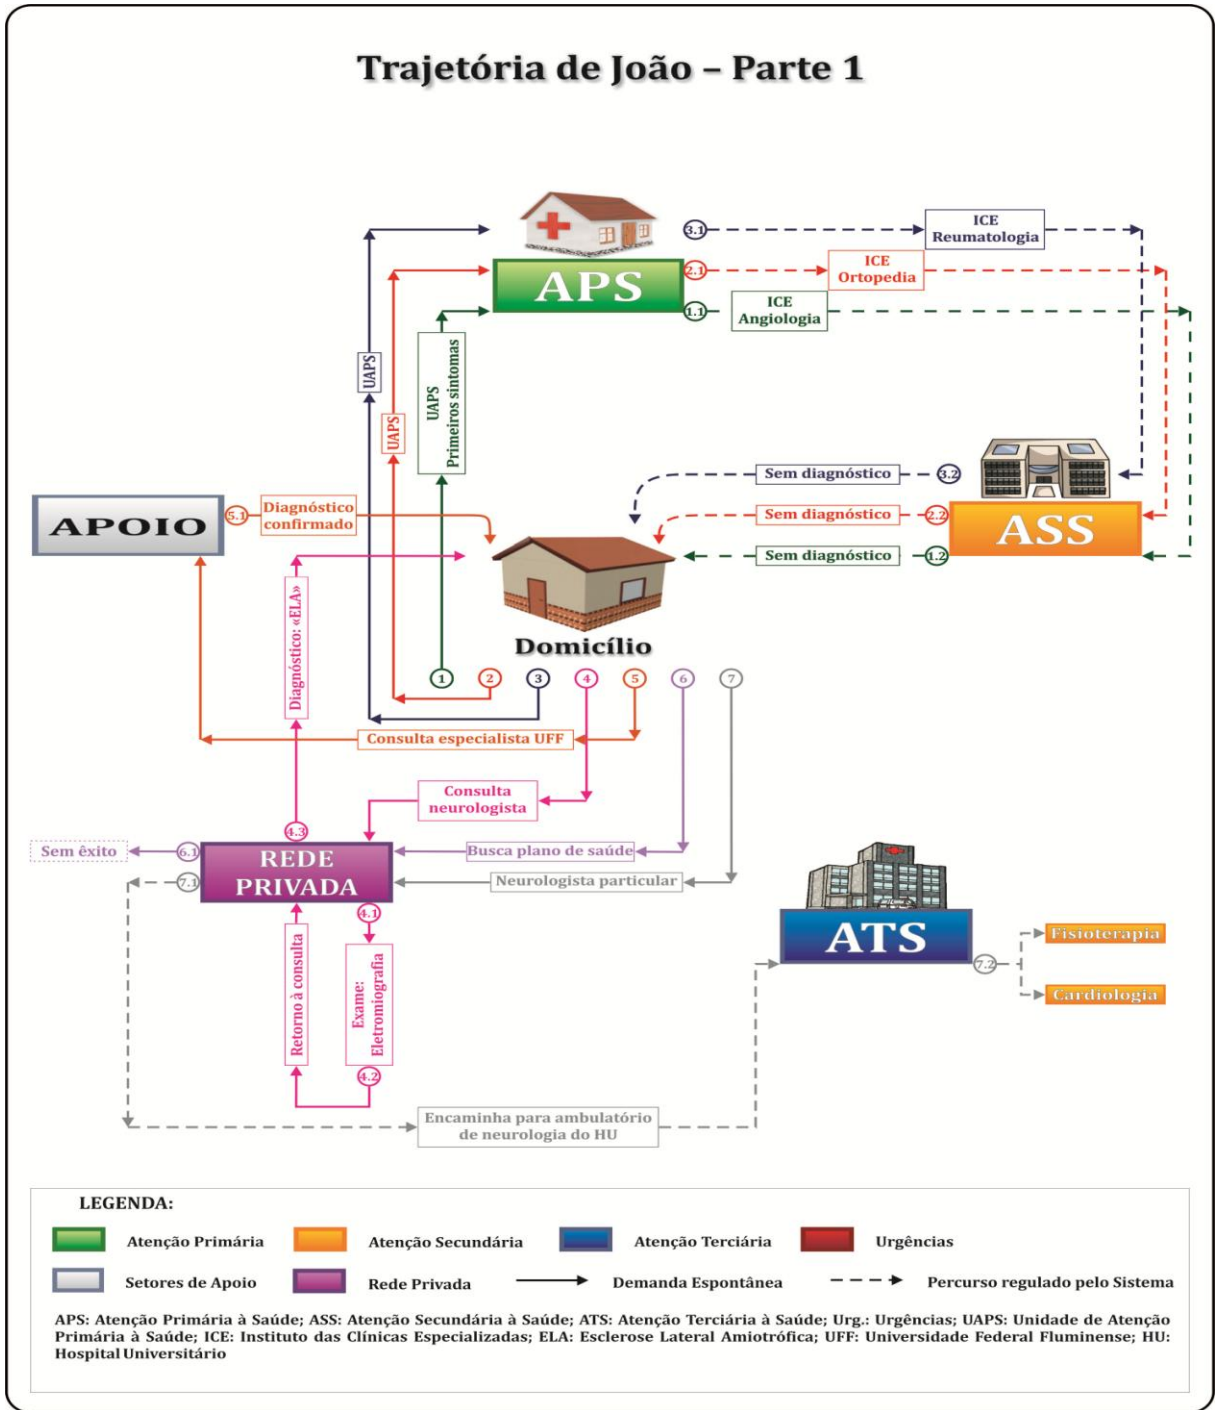 Trajetória de João – Parte 1
3.1
ICE
Reumatologia
APS
2.1
ICE
Ortopedia
1.1
ICE
Angiologia
UAPS
UAPS
UAPS
Primeiros sintomas
Sem diagnóstico
3.2
APOIO
5.1
Diagnóstico
confirmado
Sem diagnóstico
2.2
ASS
Sem diagnóstico
1.2
Domicílio
Diagnóstico: «ELA»
1
2
3
4
5
6
7
Consulta especialista UFF
Consulta
neurologista
4.3
Sem êxito
6.1
REDE
PRIVADA
Busca plano de saúde
7.1
Neurologista particular
4.1
ATS
Fisioterapia
7.2
Cardiologia
Retorno à consulta
Exame:
Eletromiografia
4.2
Encaminha para ambulatório
de neurologia do HU
LEGENDA:
Atenção Primária
Atenção Secundária
Atenção Terciária
Urgências
Setores de Apoio
Rede Privada
Demanda Espontânea
Percurso regulado pelo Sistema
APS: Atenção Primária à Saúde; ASS: Atenção Secundária à Saúde; ATS: Atenção Terciária à Saúde; Urg.: Urgências; UAPS: Unidade de Atenção
Primária à Saúde; ICE: Instituto das Clínicas Especializadas; ELA: Esclerose Lateral Amiotrófica; UFF: Universidade Federal Fluminense; HU:
Hospital Universitário